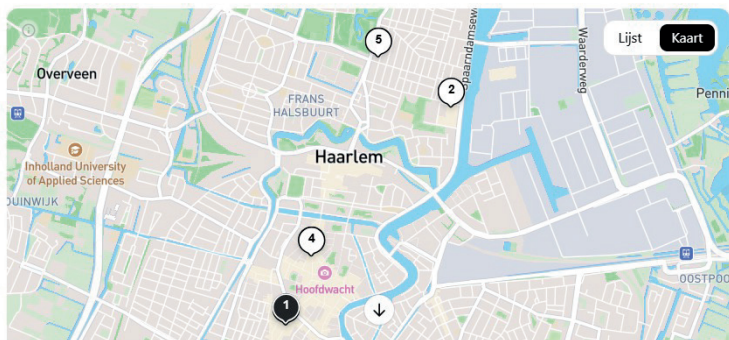 Lijst
Kaart
5
Overveen
2
paarndamsew
Waarderweg
Penni
FRANS
HALSBUURT
Haarlem
Inholland University
of Applied Sciences
DUINWIJK
4
Hoofdwacht
OOSTPOO
1